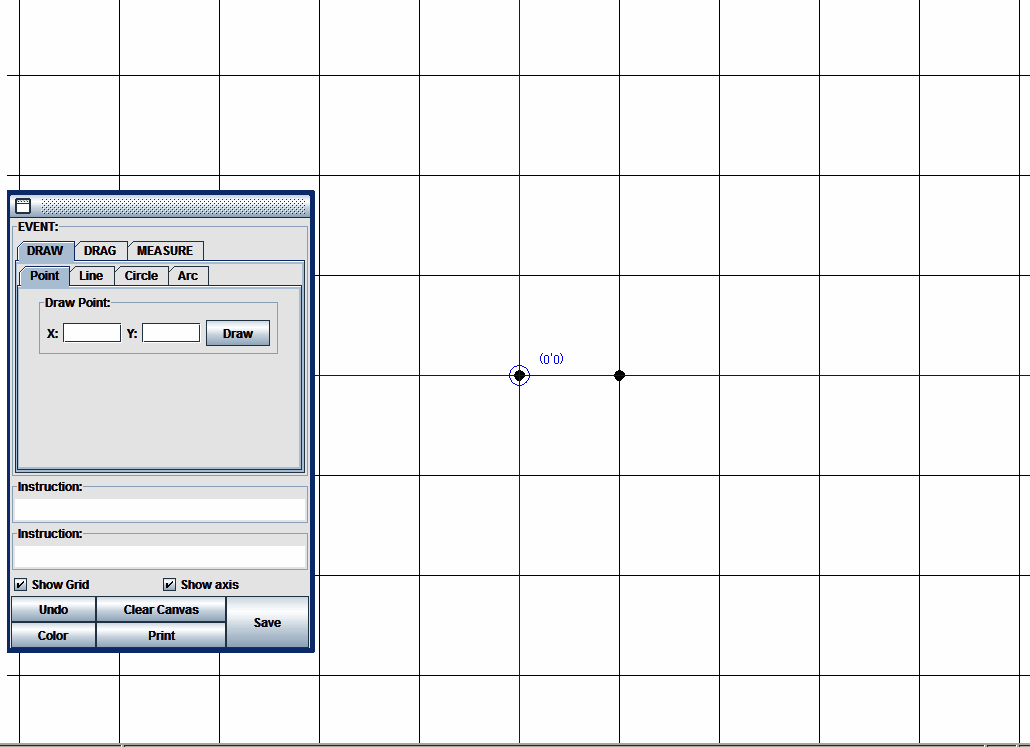 EVENT:
DRAW DRAG MEASURE
Point Line Circle Arc
Draw Point:
X: Y: Draw
(0'0)
Instruction:
Instruction:
Show Grid Show axis
Undo Clear Canvas Save
Color Print